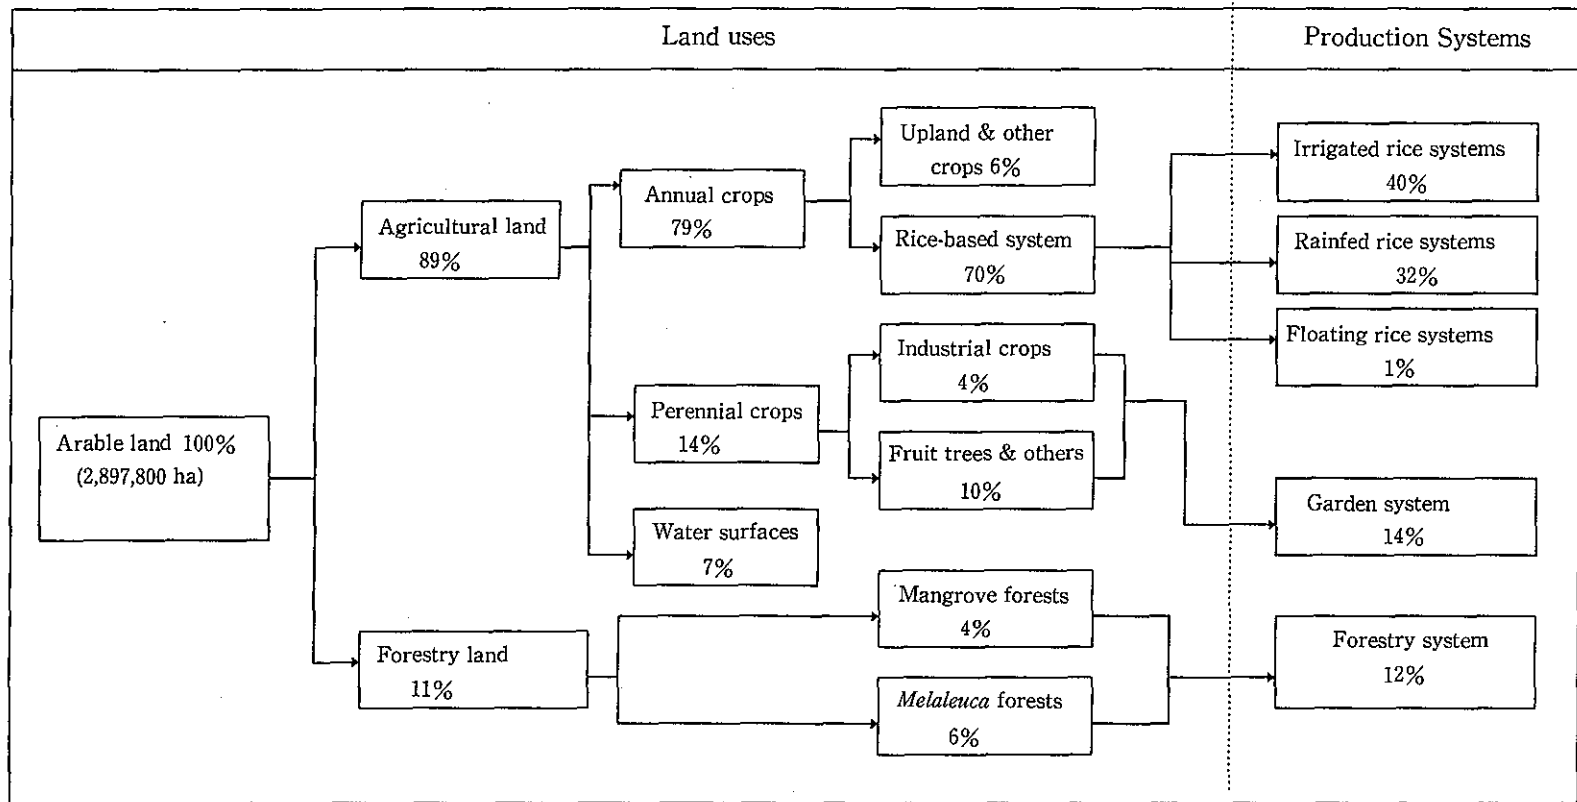 Land uses
Production Systems
Arable land 100%
(2,897,800 ha)
Agricultural land
89%
Forestry land
11%
Annual crops
79%
Perennial crops
14%
Water surfaces
7%
Upland & other
crops 6%
Rice-based system
70%
Industrial crops
4%
Fruit trees & others
10%
Mangrove forests
4%
Melaleuca forests
6%
Irrigated rice systems
40%
Rainfed rice systems
32%
Floating rice systems
1%
Garden system
14%
Forestry system
12%